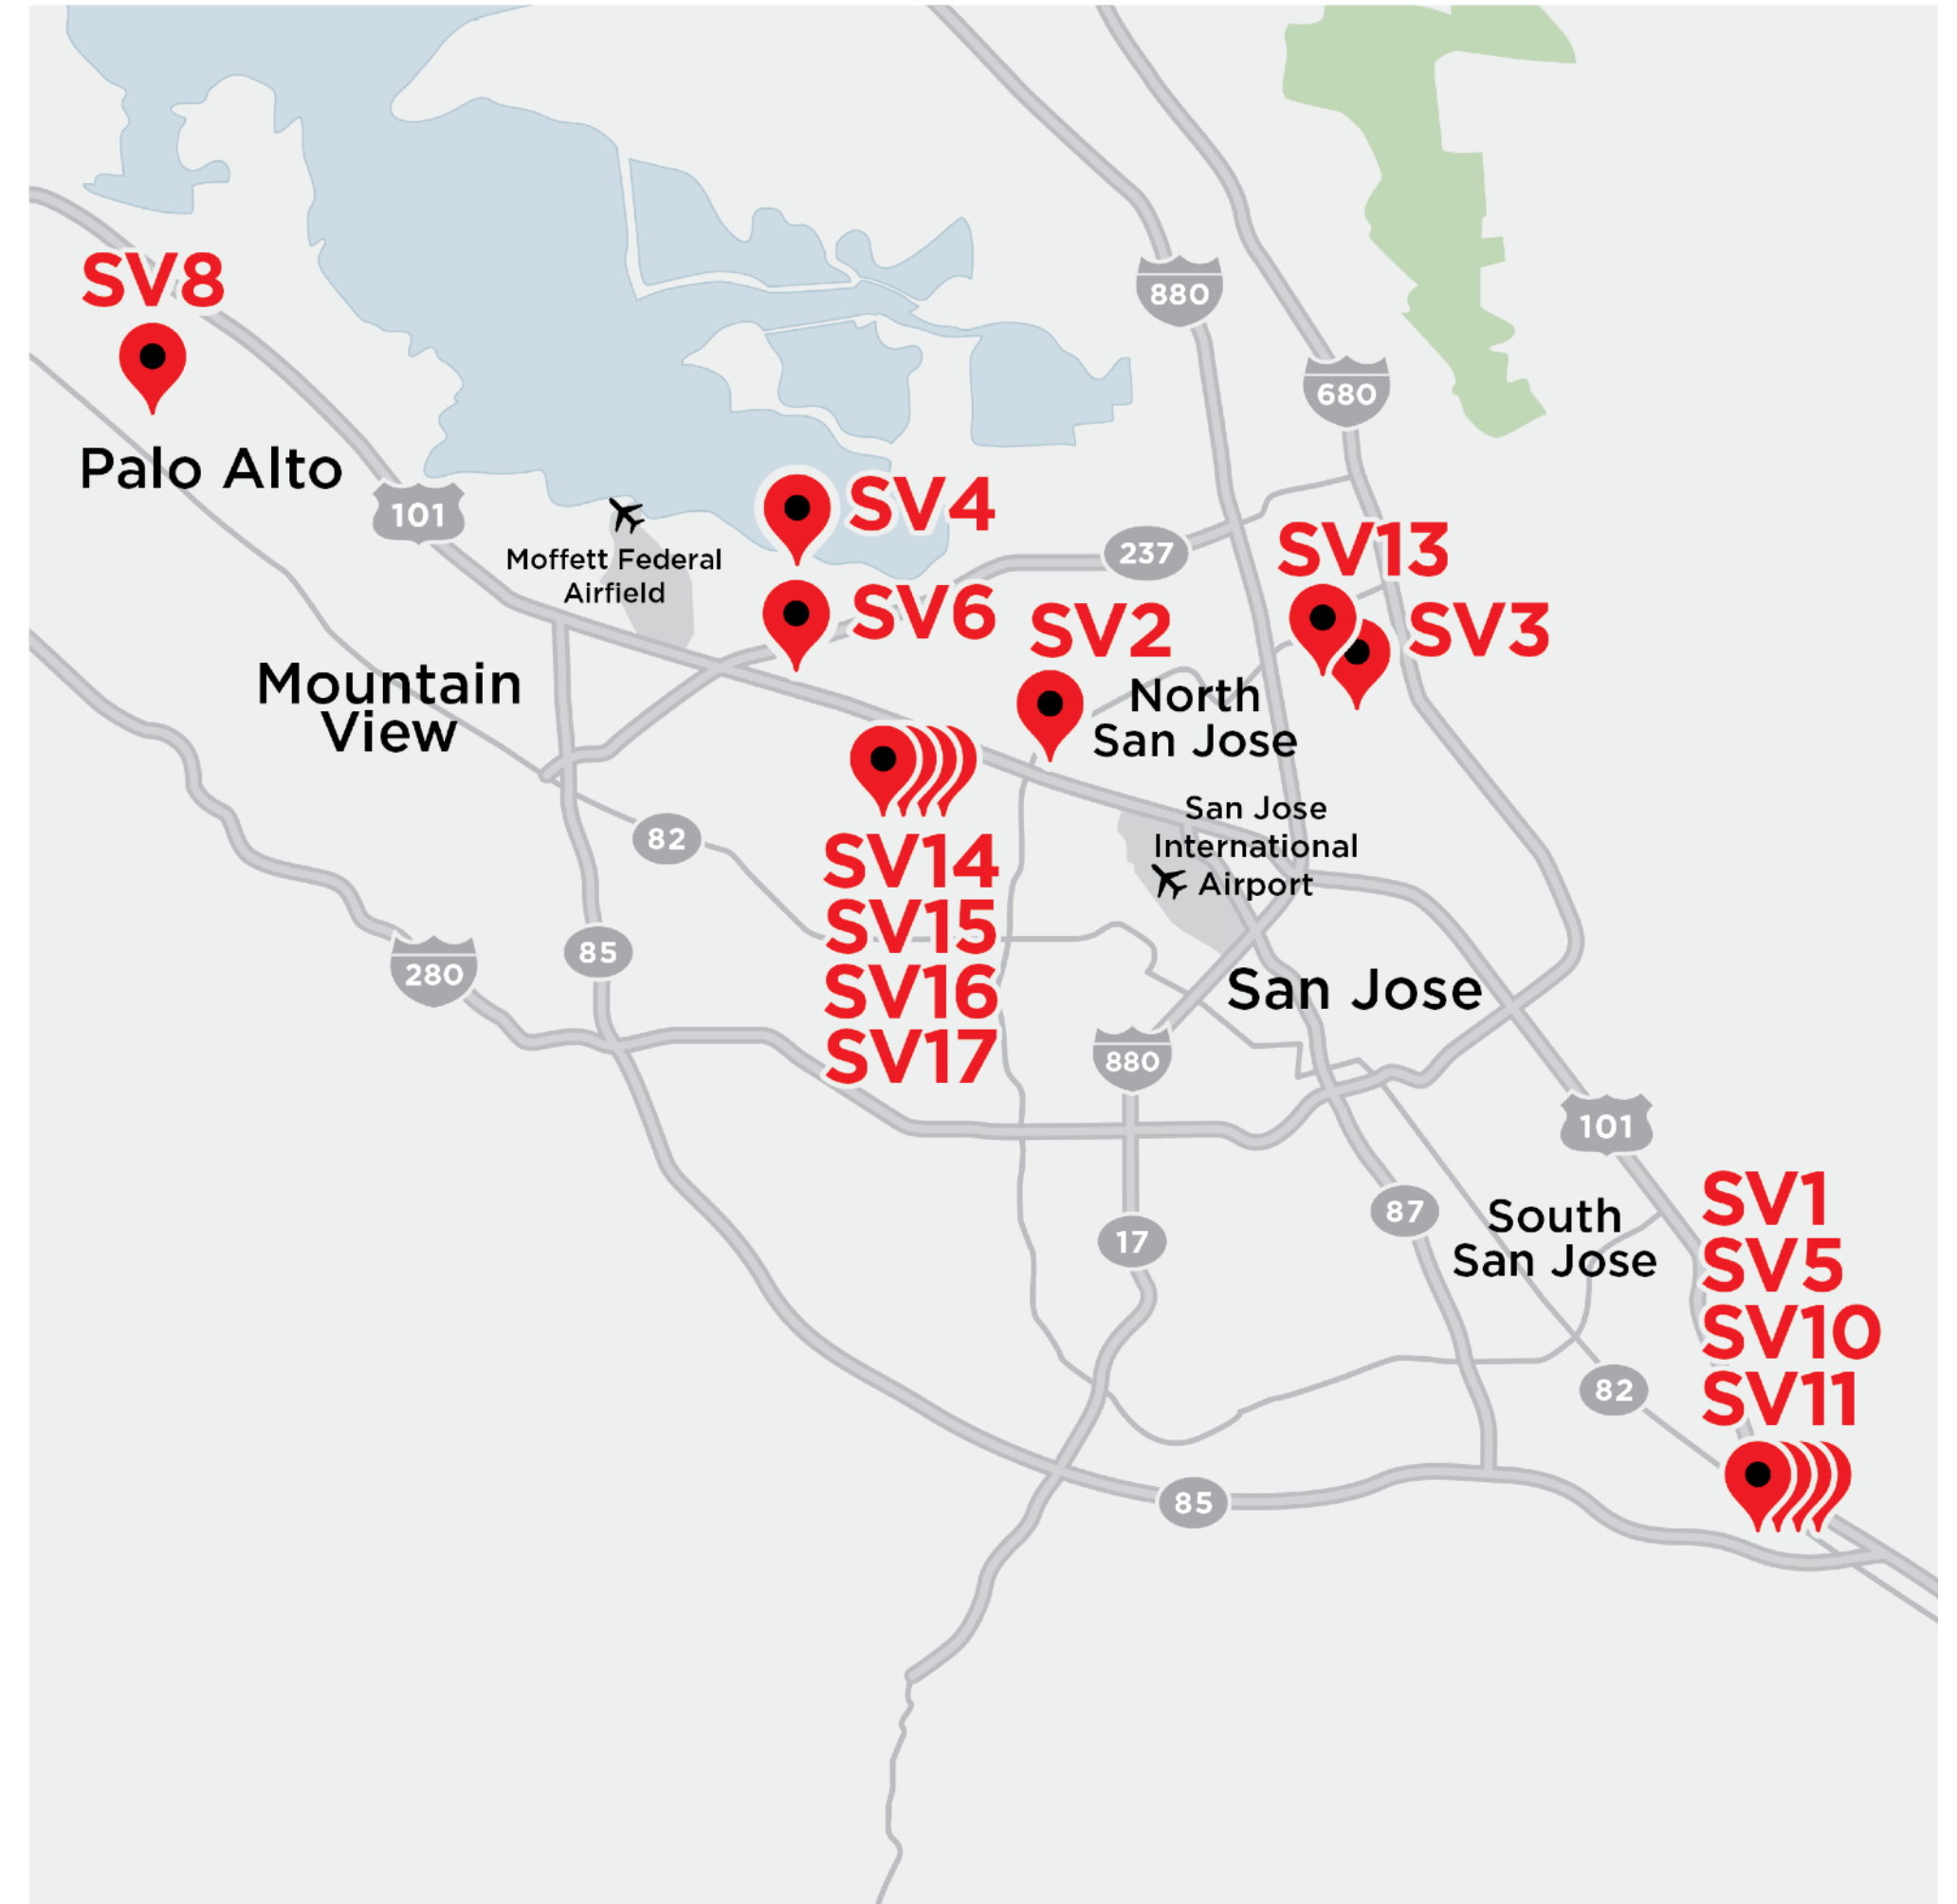 880
SV8
680
Palo Alto
101
SV4
237
SV13
Moffett Federal
Airfield
SV6
SV2
SV3
Mountain
View
North
San Jose
San Jose
International
Airport
82
SV14
SV15
SV16
SV17
85
280
San Jose
880
101
SV1
SV5
SV10
SV11
87
South
San Jose
17
82
85